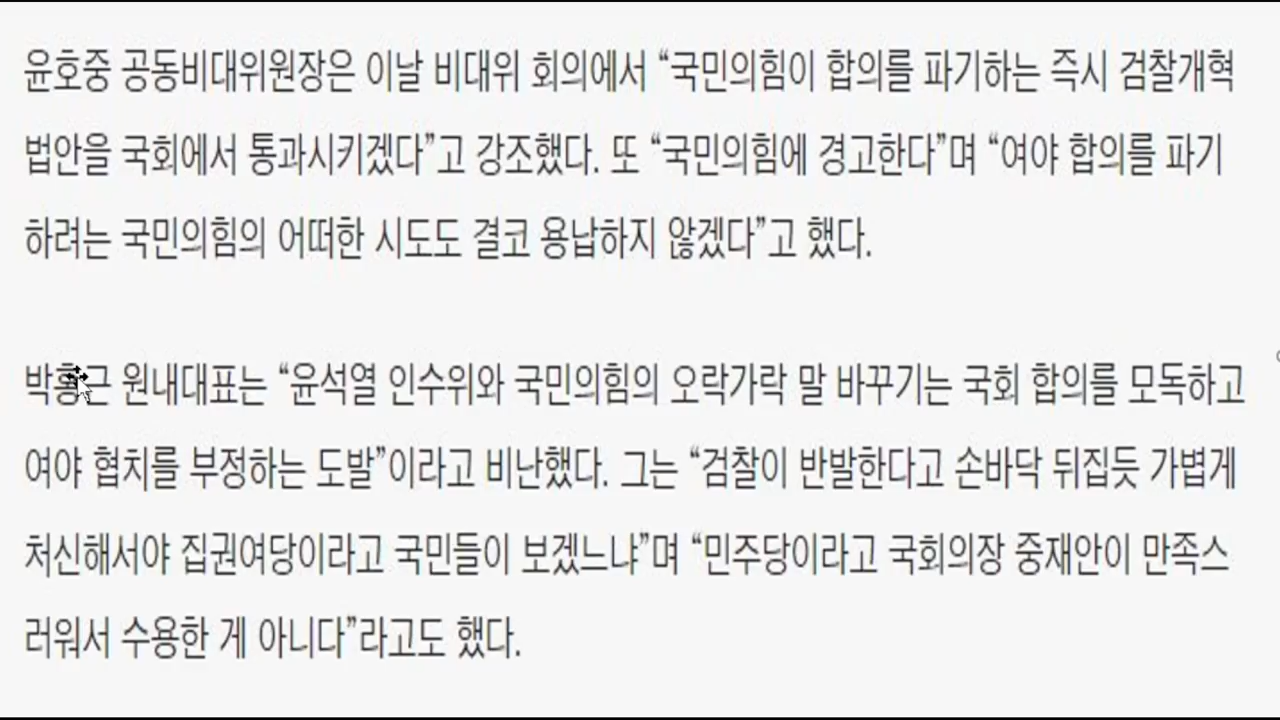 윤호중 공동비대위원장은 이날 비대위 회의에서 “국민의힘이 합의를 파기하는 즉시 검찰개혁
법안을 국회에서 통과시키겠다”고 강조했다. 또 “국민의힘에 경고한다”며 “여야 합의를 파기
하려는 국민의힘의 어떠한 시도도 결코 용납하지 않겠다”고 했다.
박홍근 원내대표는 “윤석열 인수위와 국민의힘의 오락가락 말 바꾸기는 국회 합의를 모독하고
여야 협치를 부정하는 도발”이라고 비난했다. 그는 “검찰이 반발한다고 손바닥 뒤집듯 가볍게
처신해서야 집권여당이라고 국민들이 보겠느냐”며 “민주당이라고 국회의장 중재안이 만족스
러워서 수용한 게 아니다”라고도 했다.